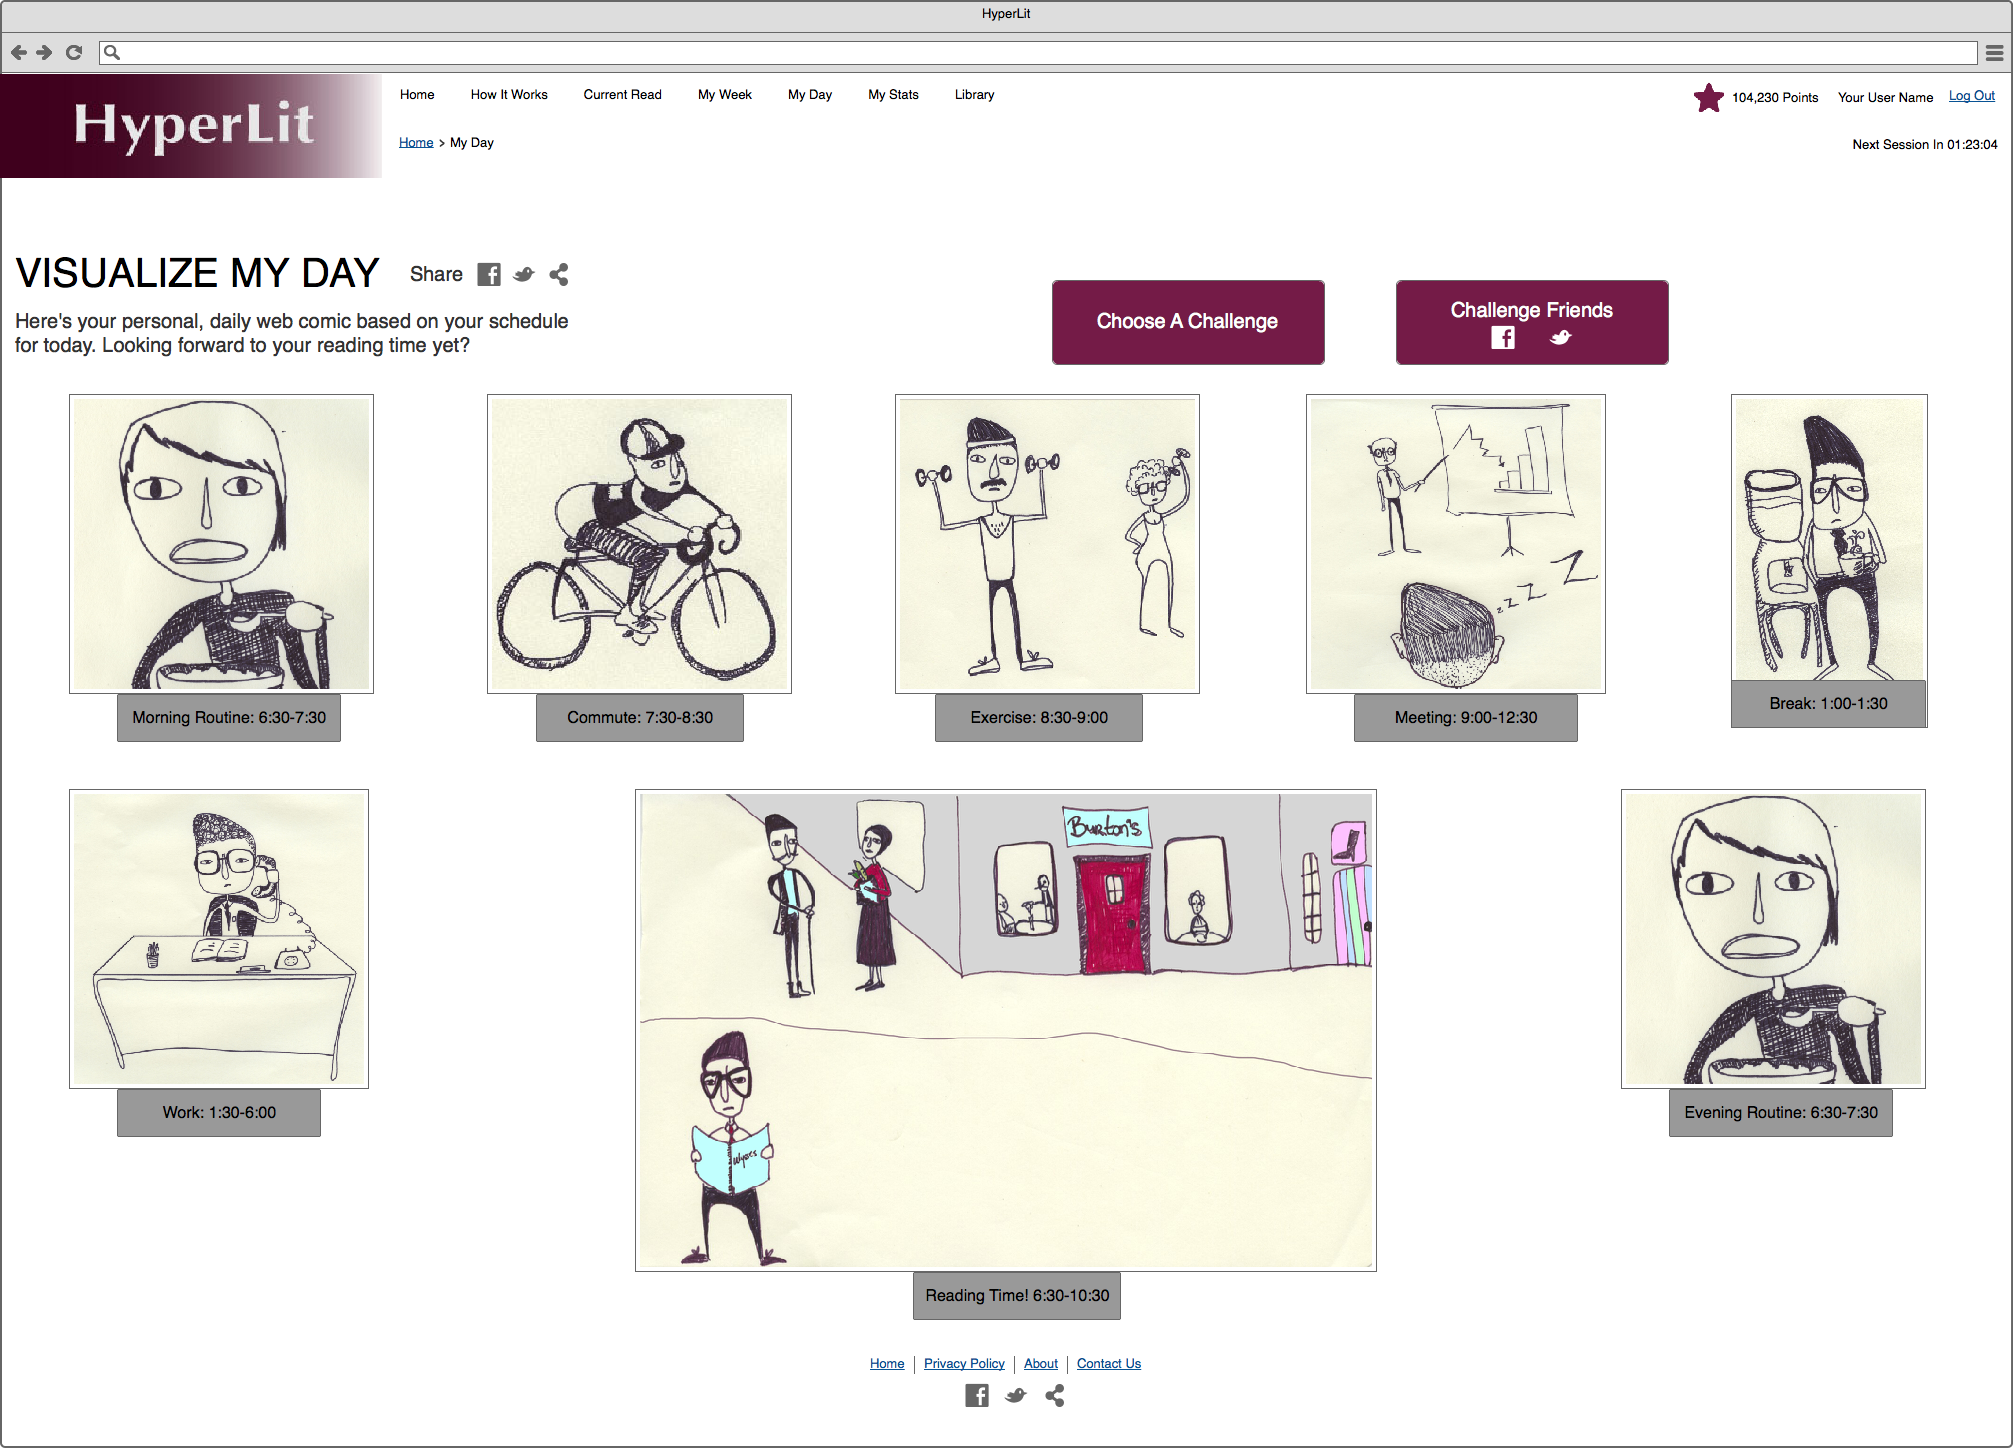 HyperLit
HyperLit
Home How It Works Current Read My Week My Day My Stats Library
104,230 Points Your User Name Log Out
Home > My Day
Next Session In 01:23:04
VISUALIZE MY DAY
Share
Here's your personal, daily web comic based on your schedule
for today. Looking forward to your reading time yet?
Choose A Challenge
Challenge Friends
z z z Z Z
Morning Routine: 6:30-7:30
Commute: 7:30-8:30
Exercise: 8:30-9:00
Meeting: 9:00-12:30
Break: 1:00-1:30
Burton's
Work: 1:30-6:00
Reading Time! 6:30-10:30
Evening Routine: 6:30-7:30
Home | Privacy Policy | About | Contact Us